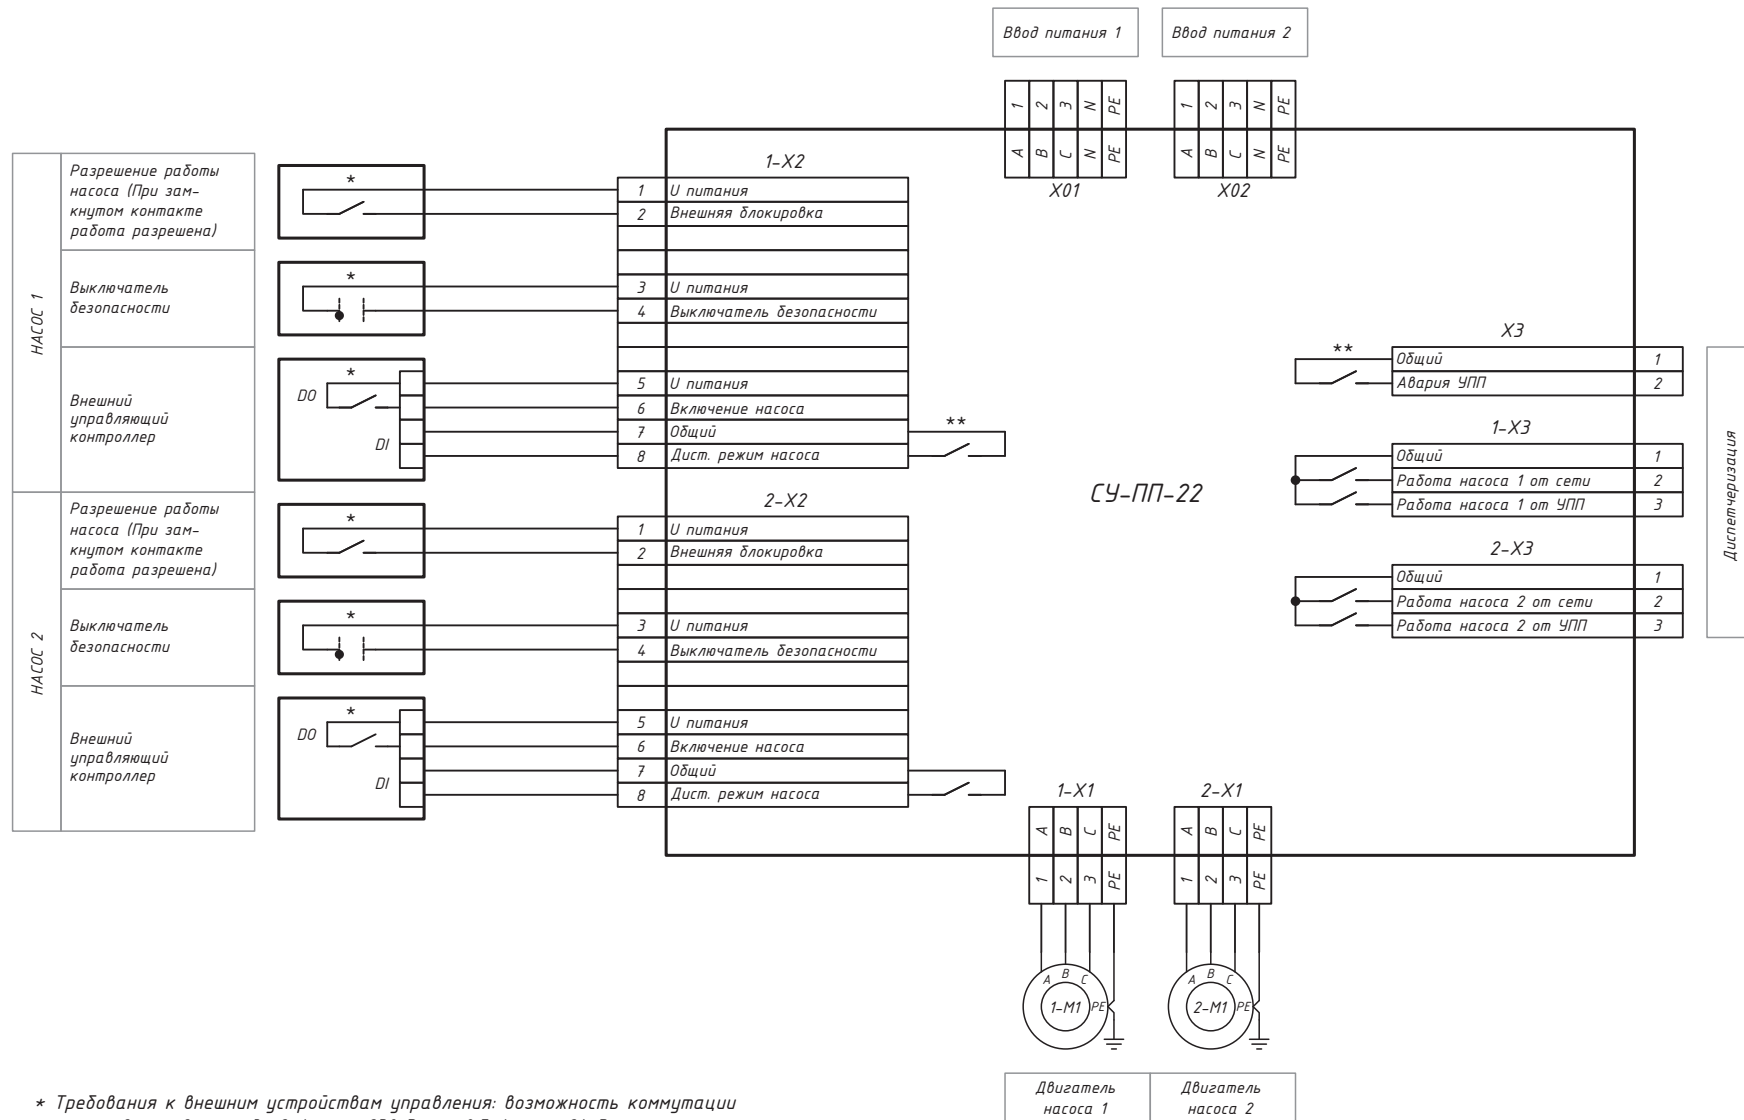 Ввод питания 1
Ввод питания 2
1 2 3 N PE
1 2 3 N PE
A B C N PE
A B C N PE
X01
X02
НАСОС 1
Разрешение работы
насоса (При зам-
кнутом контакте
работа разрешена)
*
1-X2
1 U питания
2 Внешняя блокировка
Выключатель
безопасности
*
3 U питания
4 Выключатель безопасности
Внешний
управляющий
контроллер
*
DO
DI
5 U питания
6 Включение насоса
7 Общий
8 Дист. режим насоса
**
НАСОС 2
Разрешение работы
насоса (При зам-
кнутом контакте
работа разрешена)
*
2-X2
1 U питания
2 Внешняя блокировка
Выключатель
безопасности
*
3 U питания
4 Выключатель безопасности
Внешний
управляющий
контроллер
*
DO
DI
5 U питания
6 Включение насоса
7 Общий
8 Дист. режим насоса
СУ-ПП-22
X3
**
Общий 1
Авария УПП 2
1-X3
Общий 1
Работа насоса 1 от сети 2
Работа насоса 1 от УПП 3
2-X3
Общий 1
Работа насоса 2 от сети 2
Работа насоса 2 от УПП 3
Диспетчеризация
1-X1
2-X1
A B C PE
A B C PE
1 2 3 PE
1 2 3 PE
A B C
1-M1 PE
A B C
2-M1 PE
Двигатель
насоса 1
Двигатель
насоса 2
* Требования к внешним устройствам управления: возможность коммутации